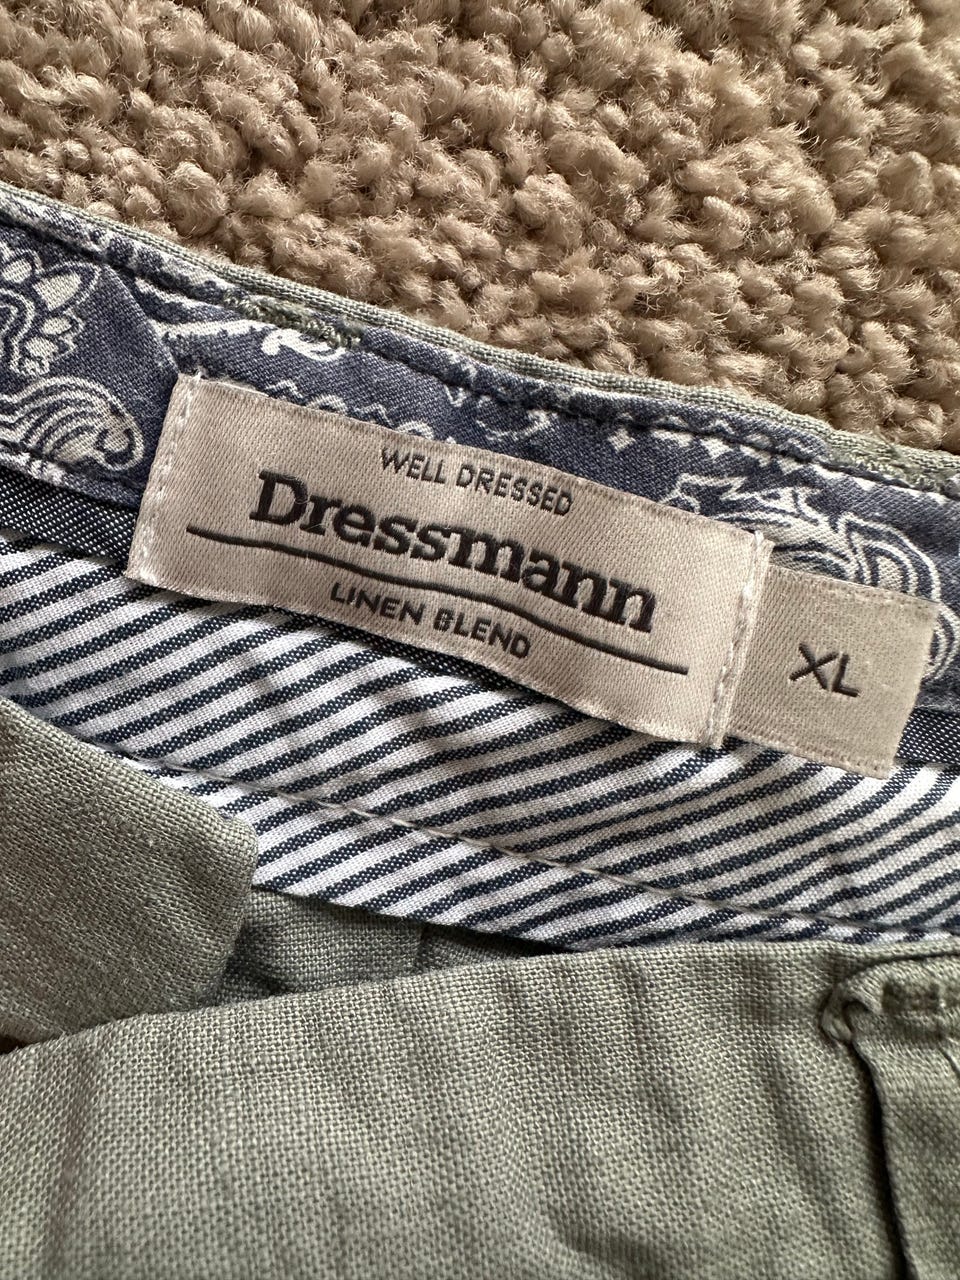 WELL DRESSED
Dressmann
LINEN BLEND
XL